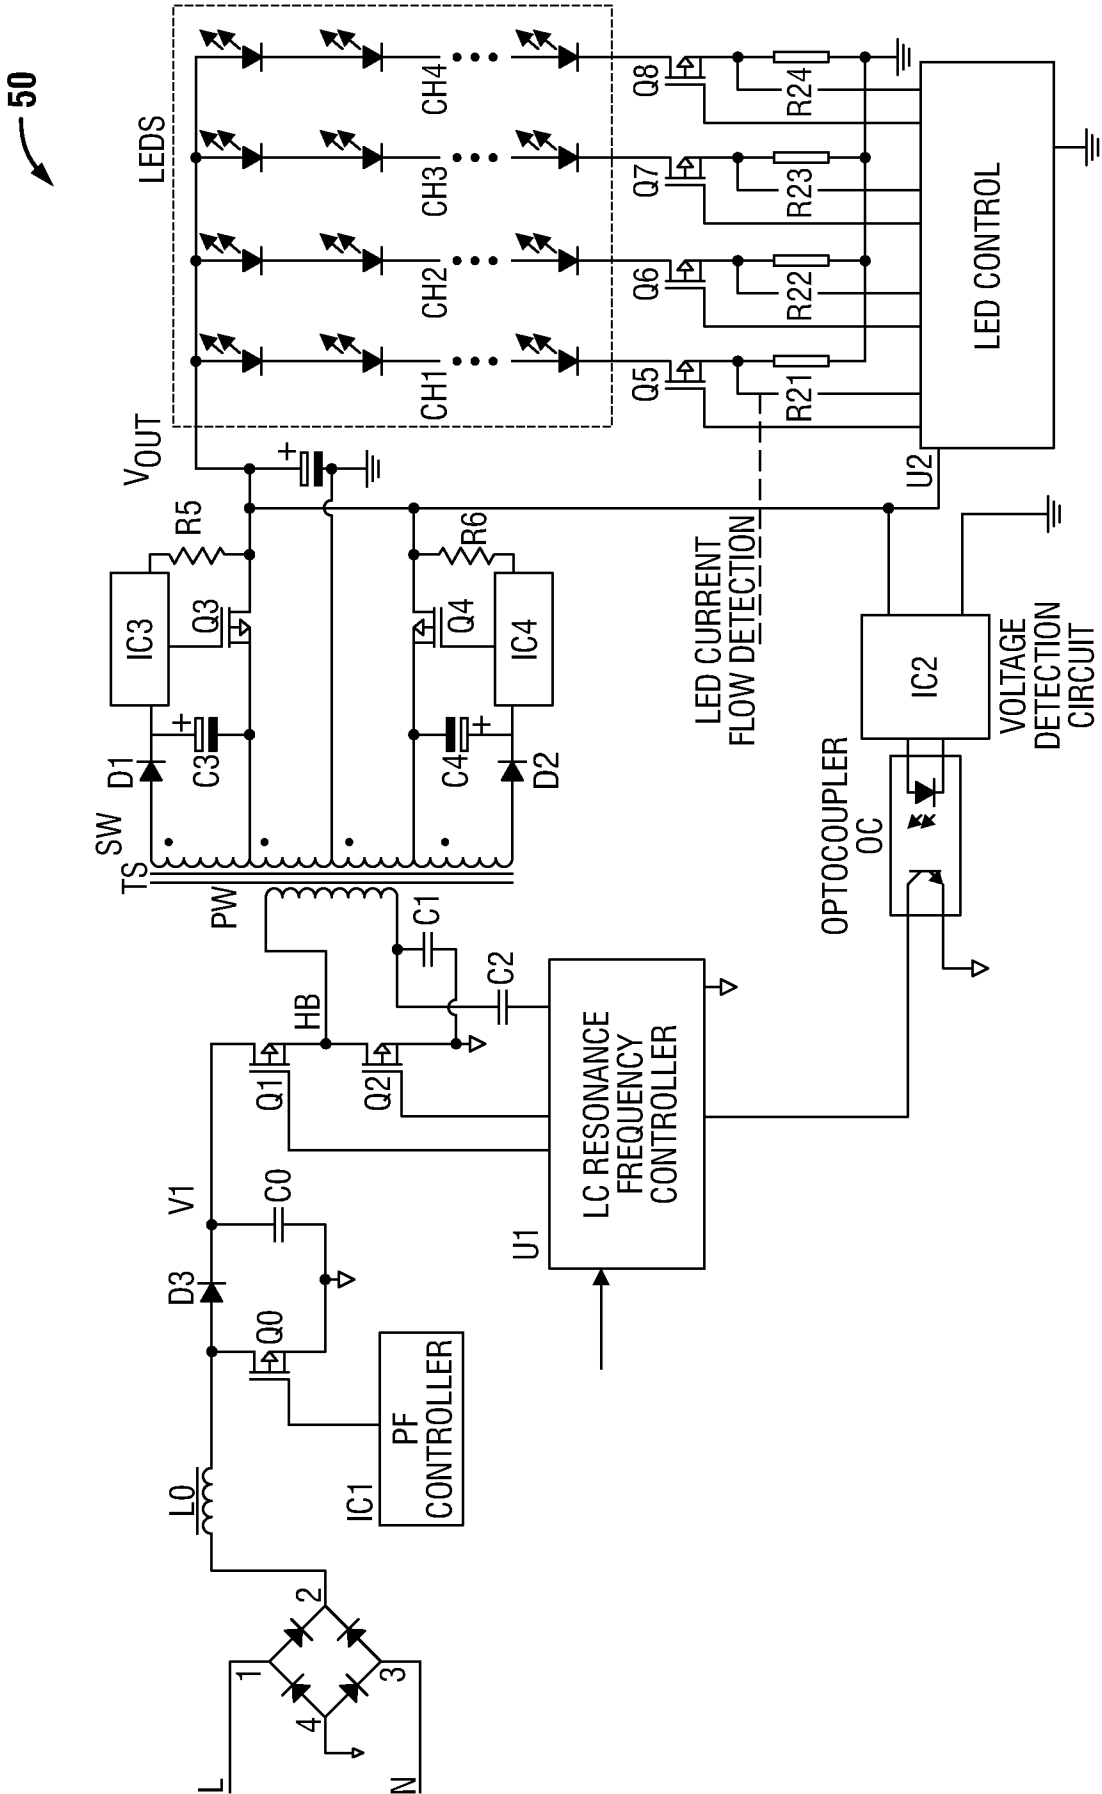 50
L
N
1
2
3
4
L0
IC1
PF
CONTROLLER
Q0
D3
V1
C0
Q1
Q2
HB
U1
LC RESONANCE
FREQUENCY
CONTROLLER
C2
C1
PW
TS
SW
D1
C3
+
IC3
Q3
R5
VOUT
+
D2
C4
+
IC4
Q4
R6
LEDS
CH1
CH2
CH3
CH4
Q5
Q6
Q7
Q8
R21
R22
R23
R24
LED CURRENT
FLOW DETECTION
U2
LED CONTROL
OPTOCOUPLER
OC
IC2
VOLTAGE
DETECTION
CIRCUIT